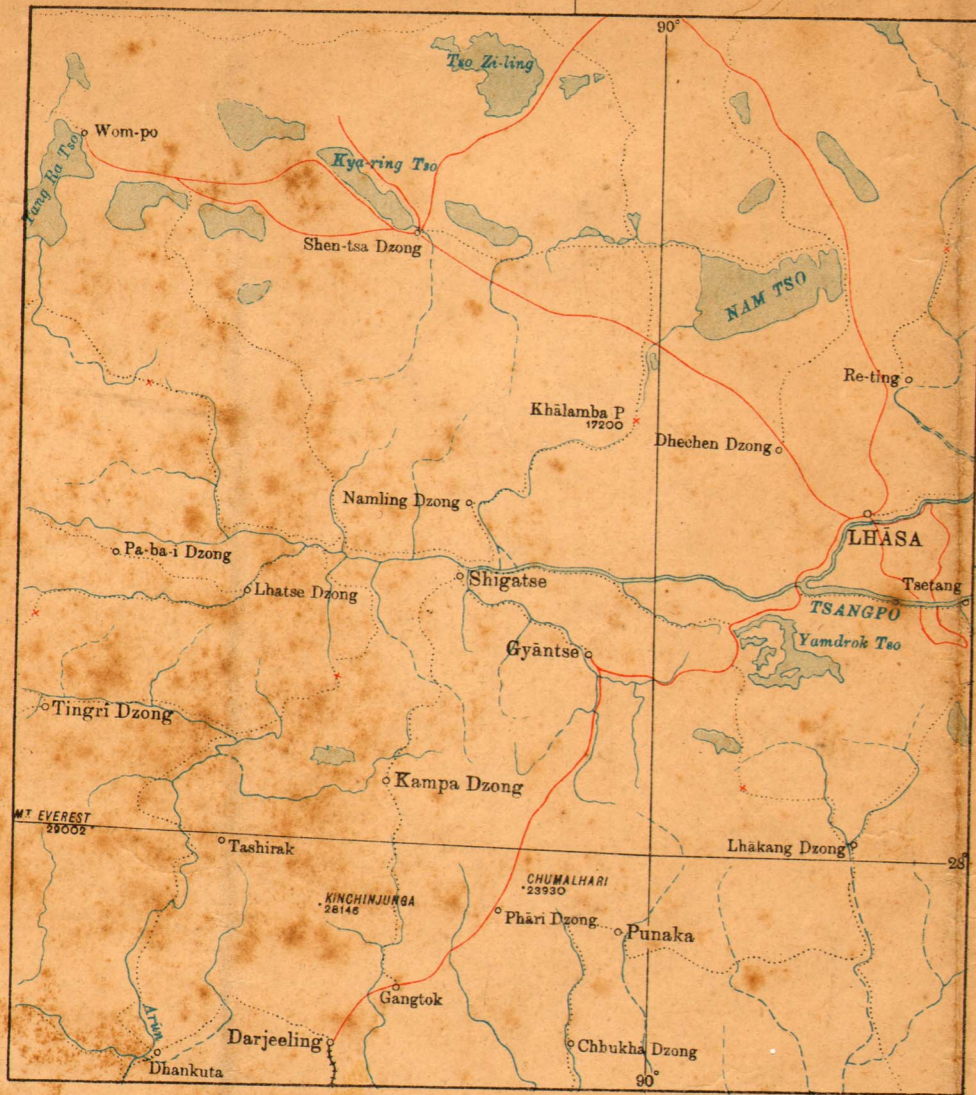 90°
Tso Zi-ling
Wom-po
Tang Ra Tso
Kya-ring Tso
Shen-tsa Dzong
NAM TSO
Re-ting
Khālamba P
17200
Dhechen Dzong
Namling Dzong
LHĀSA
Pa-ba-i Dzong
Shigatse
Lhatse Dzong
Tsetang
TSANGPO
Gyāntse
Yamdrok Tso
Tingri Dzong
Kampa Dzong
MT EVEREST
29002
Tashirak
Lhākang Dzong
28°
KINCHINJUNGA
28146
CHUMALHARI
23930
Phāri Dzong
Punaka
Gangtok
Arun
Darjeeling
Chbukha Dzong
Dhankuta
90°